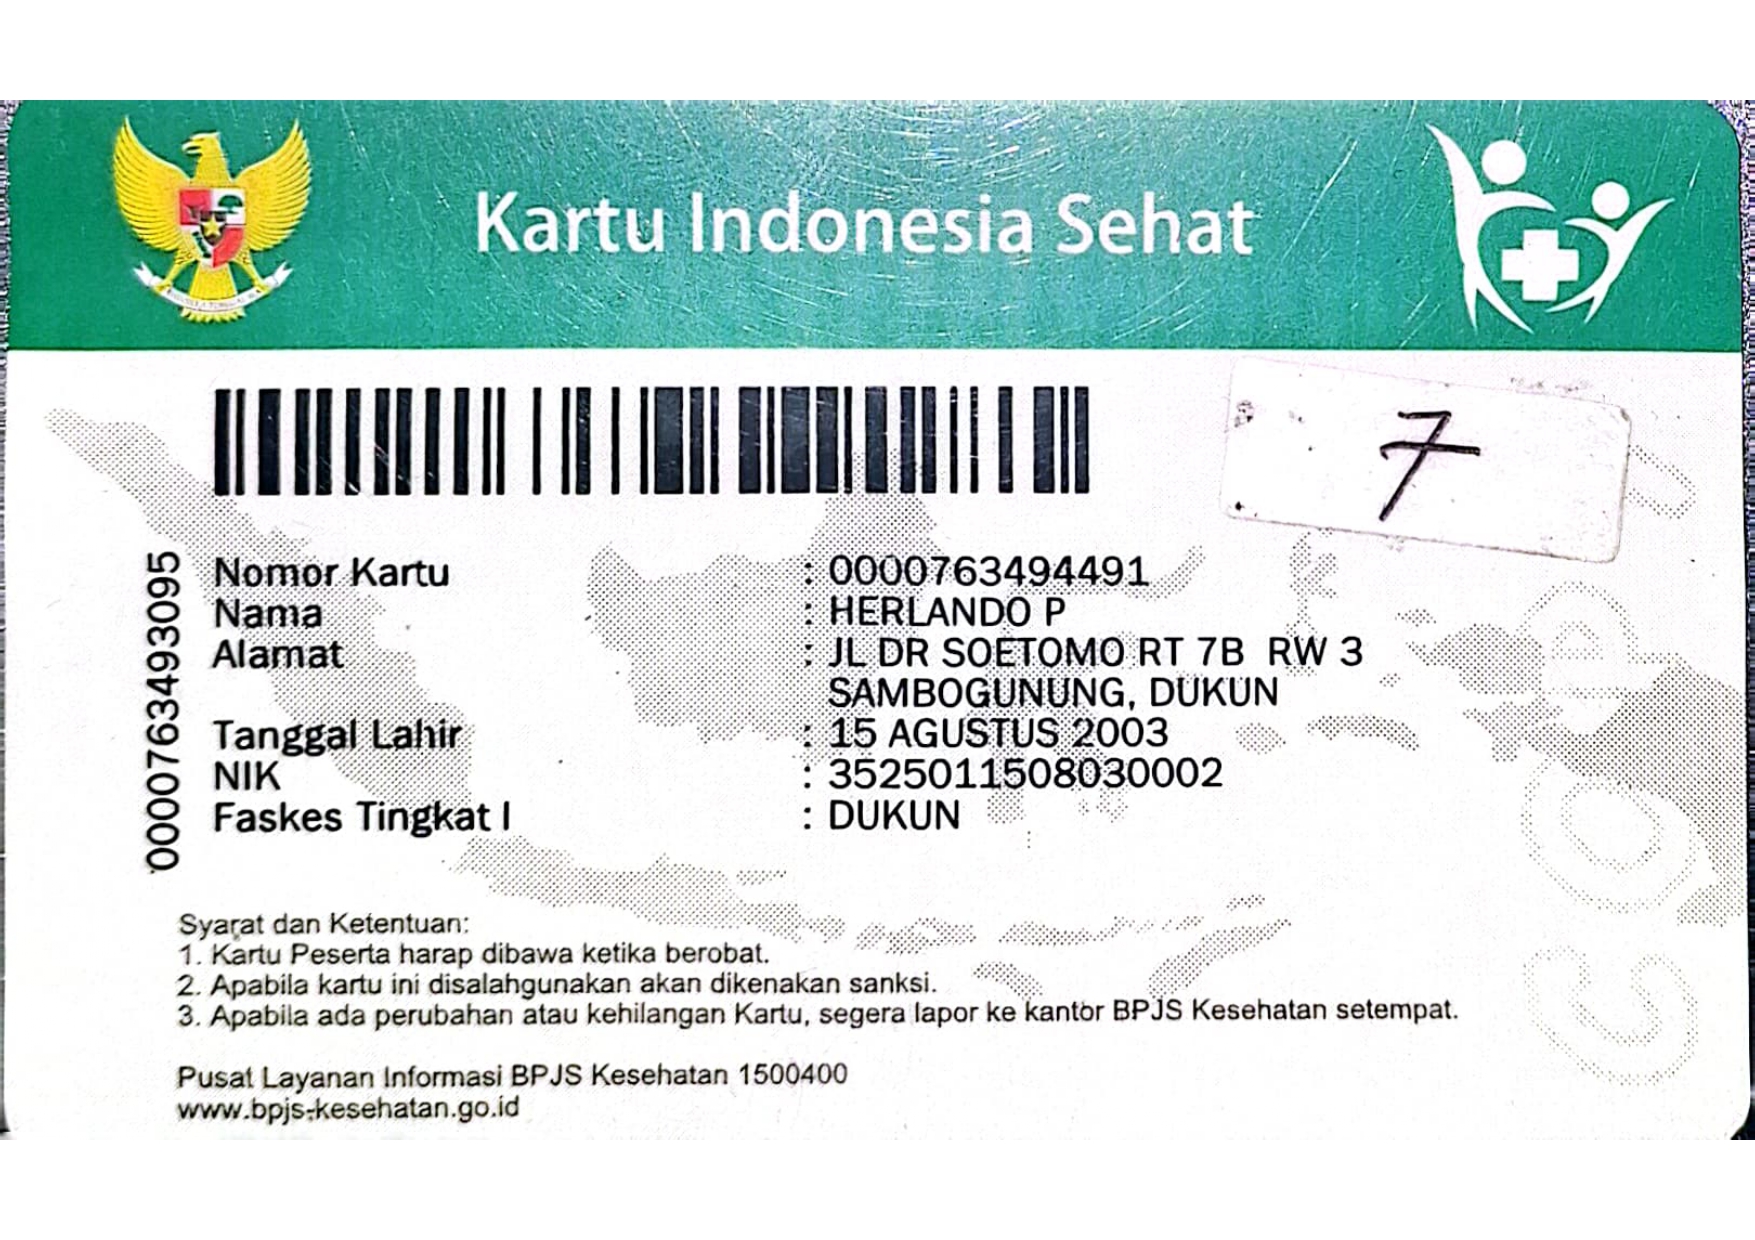 Kartu Indonesia Sehat
7
Nomor Kartu : 0000763494491
Nama : HERLANDO P
Alamat : JL DR SOETOMO RT 7B RW 3
SAMBOGUNUNG, DUKUN
Tanggal Lahir : 15 AGUSTUS 2003
NIK : 3525011508030002
Faskes Tingkat I : DUKUN
0000763493095
Syarat dan Ketentuan:
1. Kartu Peserta harap dibawa ketika berobat.
2. Apabila kartu ini disalahgunakan akan dikenakan sanksi.
3. Apabila ada perubahan atau kehilangan Kartu, segera lapor ke kantor BPJS Kesehatan setempat.
Pusat Layanan Informasi BPJS Kesehatan 1500400
www.bpjs-kesehatan.go.id